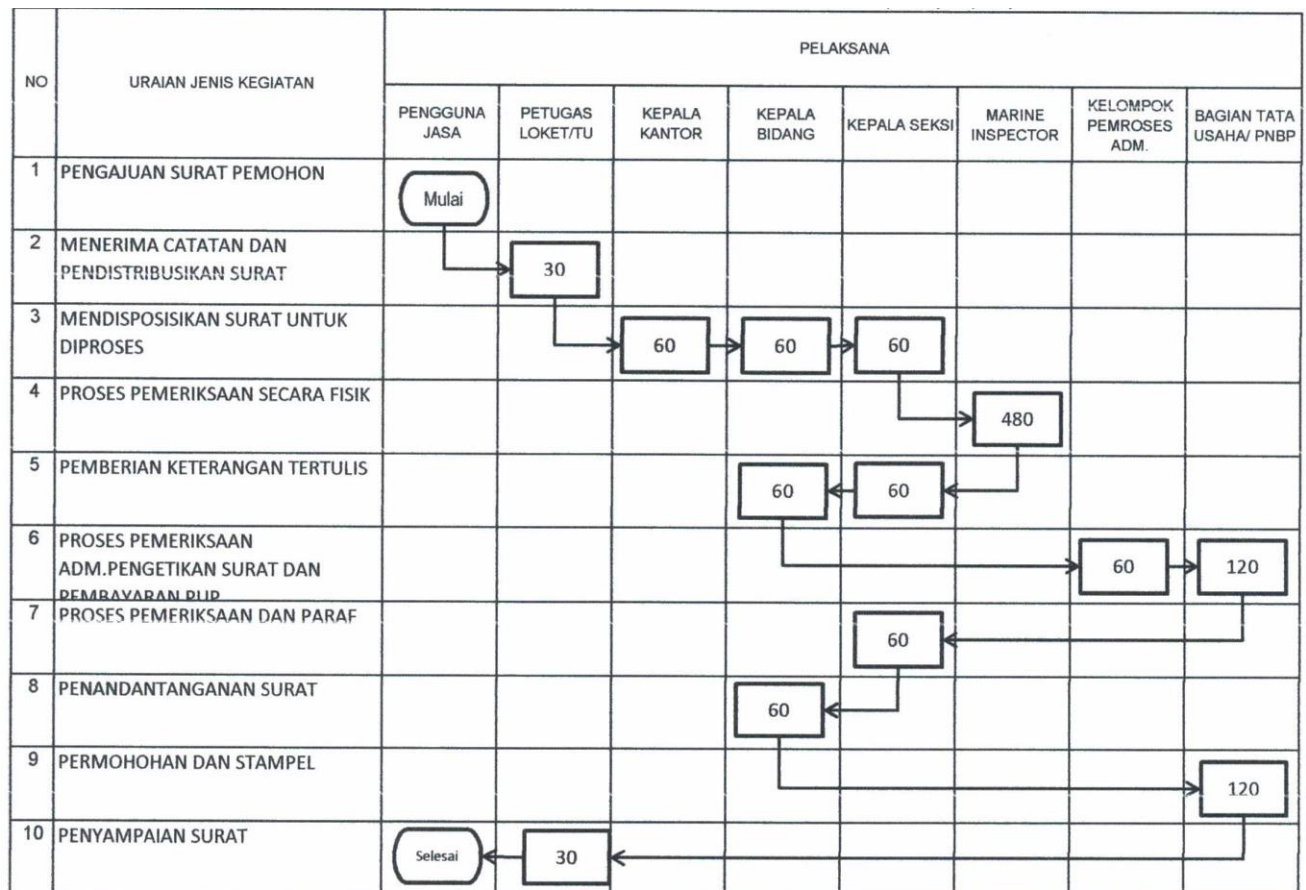 PELAKSANA
NO
URAIAN JENIS KEGIATAN
PENGGUNA
JASA
PETUGAS
LOKET/TU
KEPALA
KANTOR
KEPALA
BIDANG
KEPALA SEKSI
MARINE
INSPECTOR
KELOMPOK
PEMROSES
ADM.
BAGIAN TATA
USAHA/ PNBP
1
PENGAJUAN SURAT PEMOHON
Mulai
2
MENERIMA CATATAN DAN
PENDISTRIBUSIKAN SURAT
30
3
MENDISPOSISIKAN SURAT UNTUK
DIPROSES
60
60
60
4
PROSES PEMERIKSAAN SECARA FISIK
480
5
PEMBERIAN KETERANGAN TERTULIS
60
60
6
PROSES PEMERIKSAAN
ADM.PENGETIKAN SURAT DAN
PEMBAYARAN PUP
60
120
7
PROSES PEMERIKSAAN DAN PARAF
60
8
PENANDANTANGANAN SURAT
60
9
PERMOHOHAN DAN STAMPEL
120
10
PENYAMPAIAN SURAT
Selesai
30